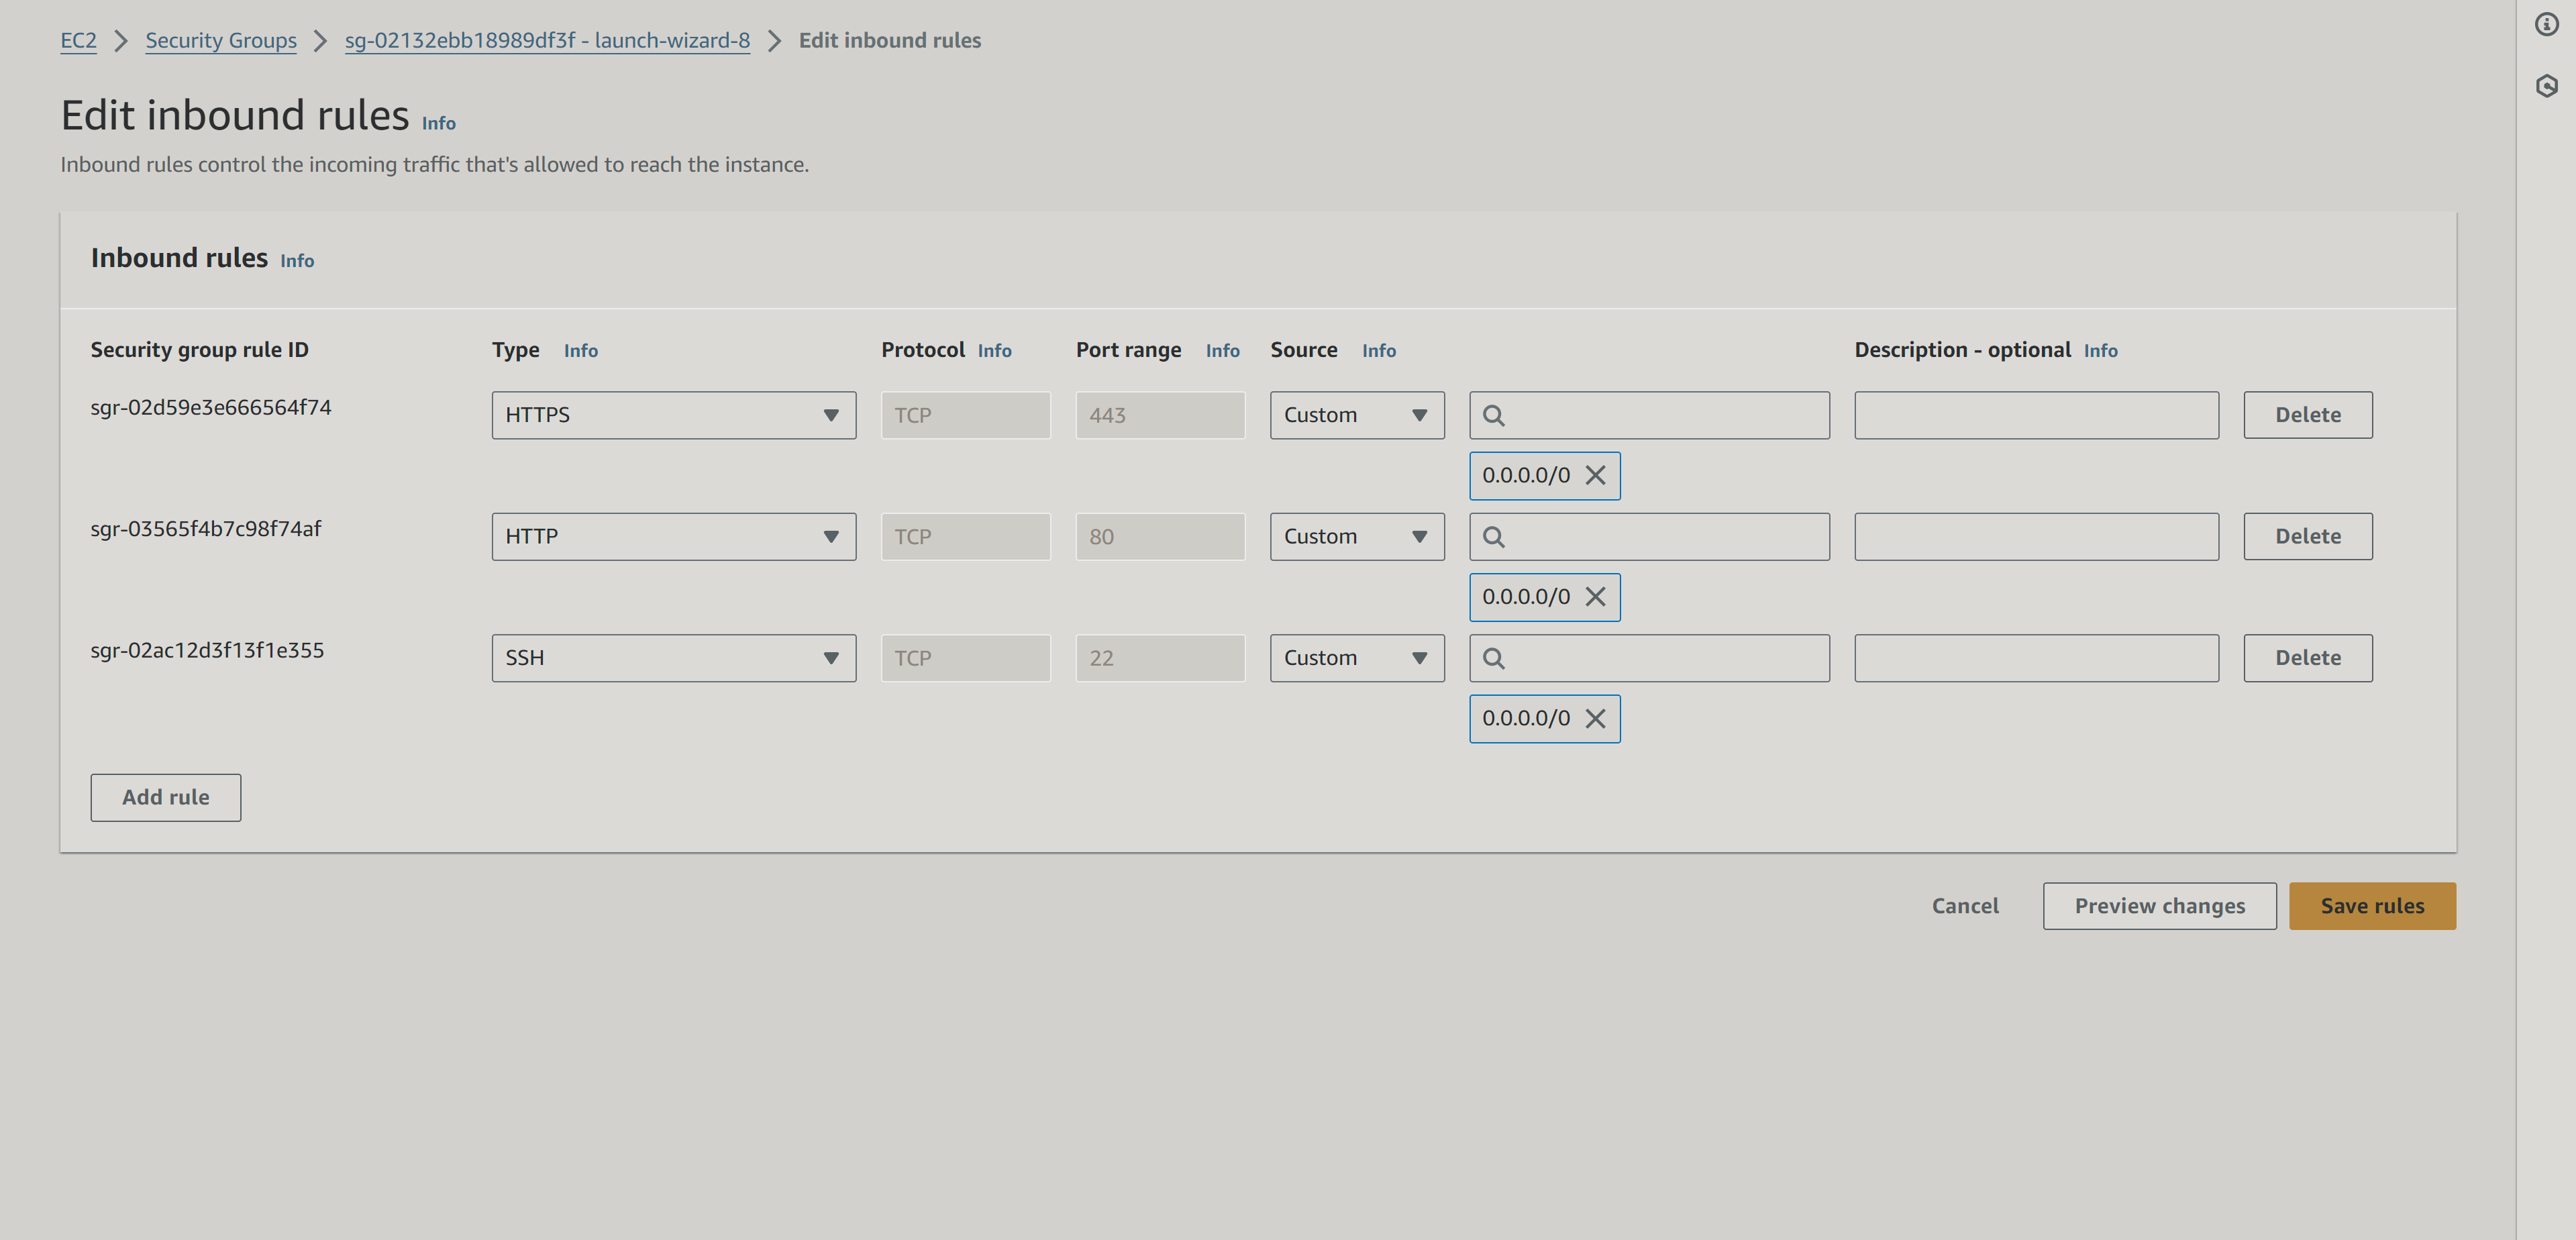 EC2 > Security Groups > sg-02132ebb18989df3f - launch-wizard-8 > Edit inbound rules
Edit inbound rules Info
Inbound rules control the incoming traffic that's allowed to reach the instance.
Inbound rules Info
Security group rule ID Type Info Protocol Info Port range Info Source Info Description - optional Info
sgr-02d59e3e666564f74 HTTPS TCP 443 Custom Delete
0.0.0.0/0
sgr-03565f4b7c98f74af HTTP TCP 80 Custom Delete
0.0.0.0/0
sgr-02ac12d3f13f1e355 SSH TCP 22 Custom Delete
0.0.0.0/0
Add rule
Cancel Preview changes Save rules